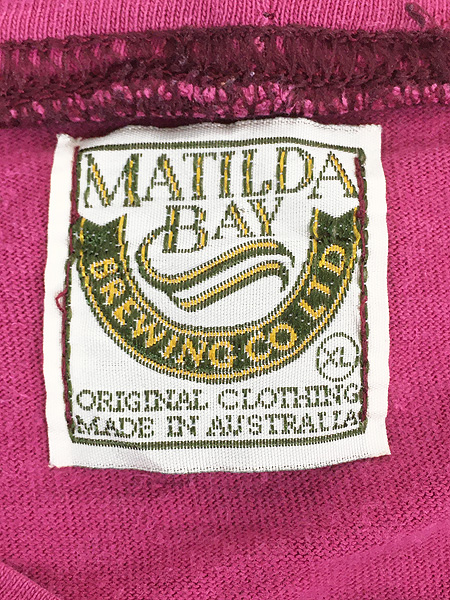 MATILDA
BAY
BREWING CO LTD
XL
ORIGINAL CLOTHING
MADE IN AUSTRALIA